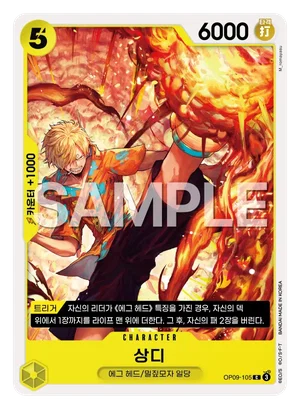 5
6000
타격
打
M_tomogatou
카운터 +1000
SAMPLE
트리거 자신의 리더가 《에그 헤드》 특징을 가진 경우, 자신의 덱
위에서 1장까지를 라이프 맨 위에 더한다. 그 후, 자신의 패 2장을 버린다.
CHARACTER
상디
에그 헤드/밀짚모자 일당
OP09-105 C